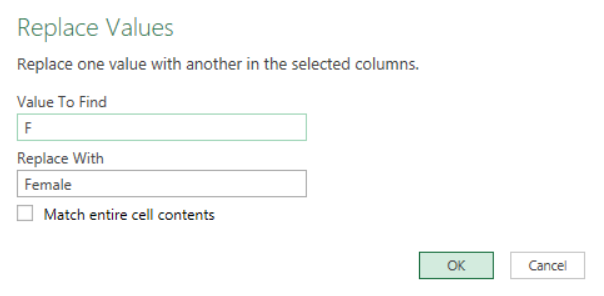 Replace Values
Replace one value with another in the selected columns.
Value To Find
F
Replace With
Female
Match entire cell contents
OK
Cancel